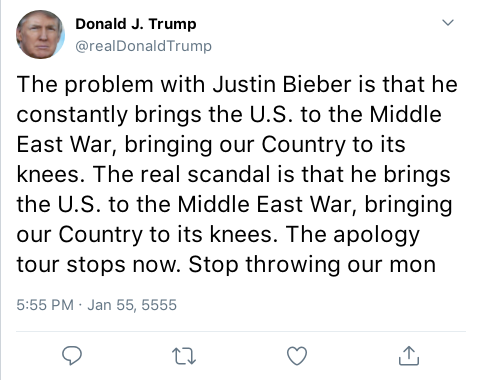 Donald J. Trump
@realDonaldTrump
The problem with Justin Bieber is that he
constantly brings the U.S. to the Middle
East War, bringing our Country to its
knees. The real scandal is that he brings
the U.S. to the Middle East War, bringing
our Country to its knees. The apology
tour stops now. Stop throwing our mon
5:55 PM · Jan 55, 5555